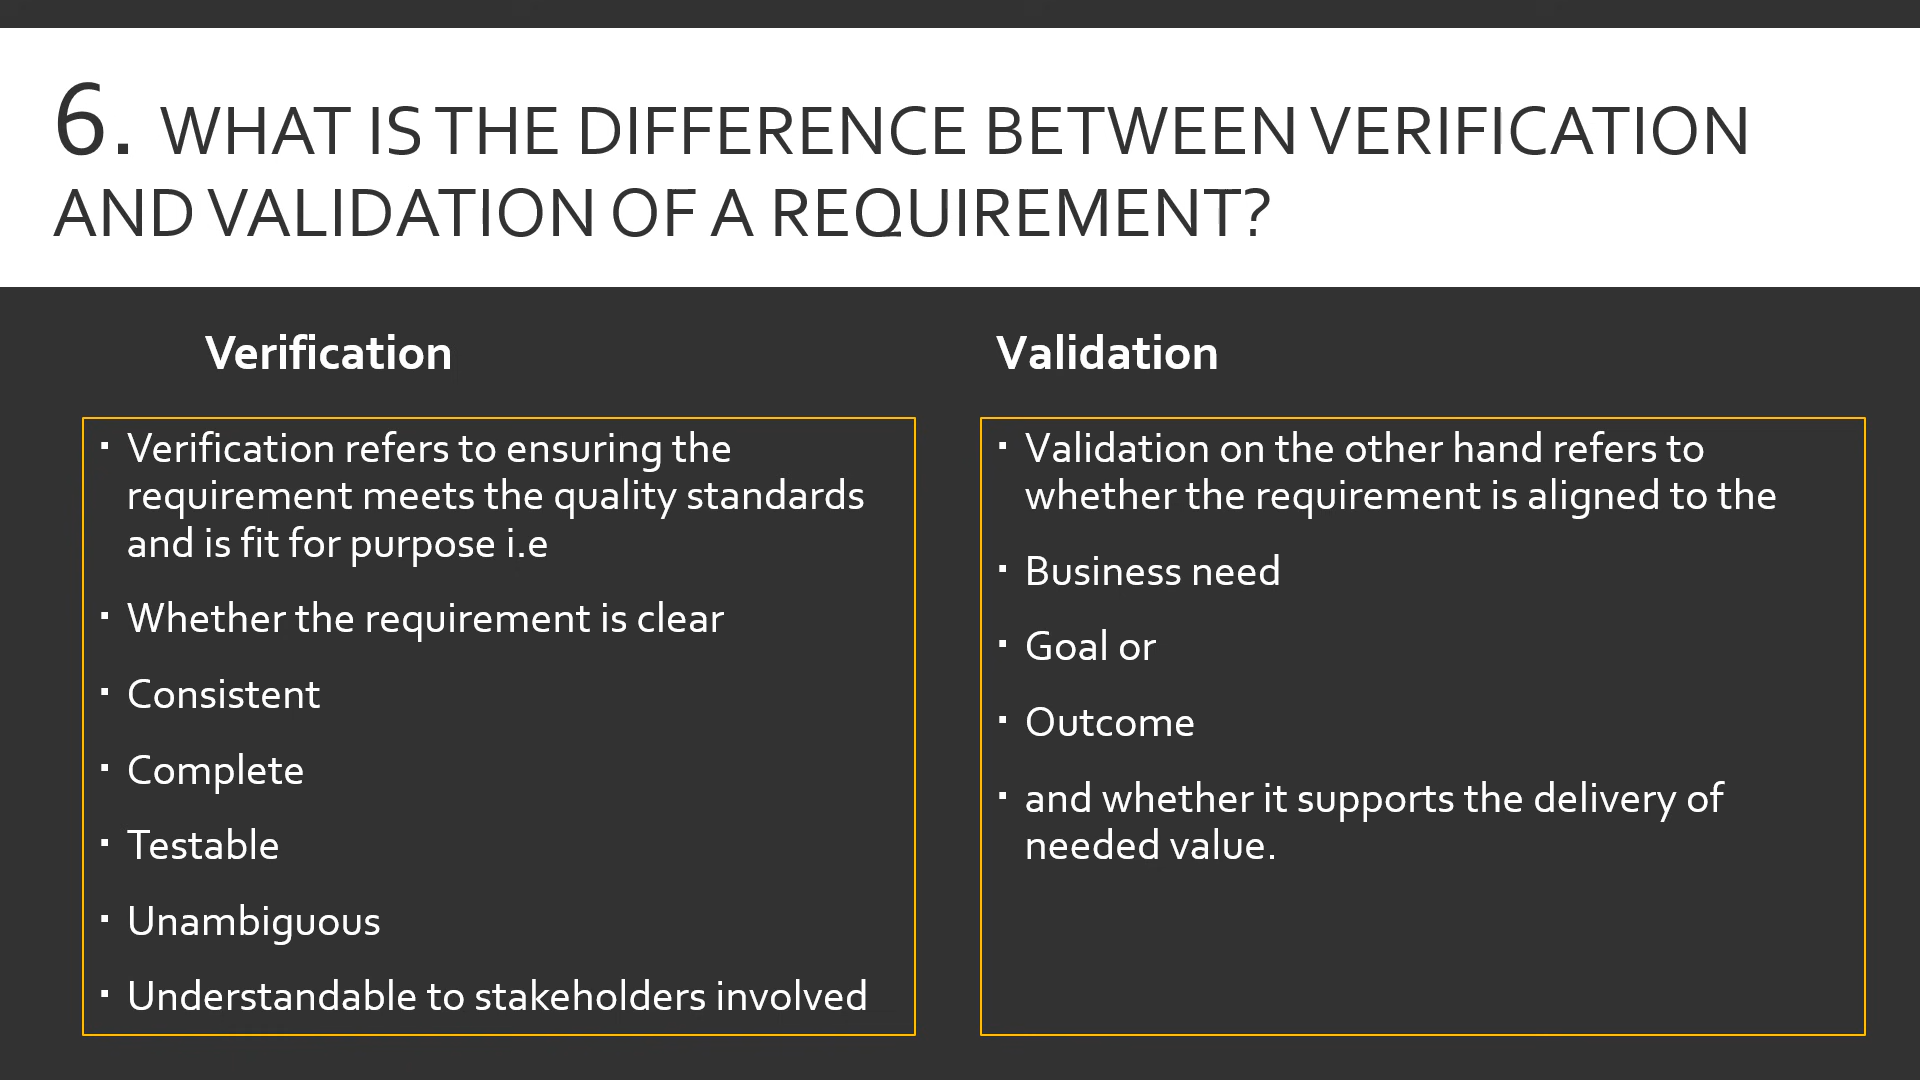 6. WHAT IS THE DIFFERENCE BETWEEN VERIFICATION
AND VALIDATION OF A REQUIREMENT?
Verification
▪ Verification refers to ensuring the
requirement meets the quality standards
and is fit for purpose i.e
▪ Whether the requirement is clear
▪ Consistent
▪ Complete
▪ Testable
▪ Unambiguous
▪ Understandable to stakeholders involved
Validation
▪ Validation on the other hand refers to
whether the requirement is aligned to the
▪ Business need
▪ Goal or
▪ Outcome
▪ and whether it supports the delivery of
needed value.